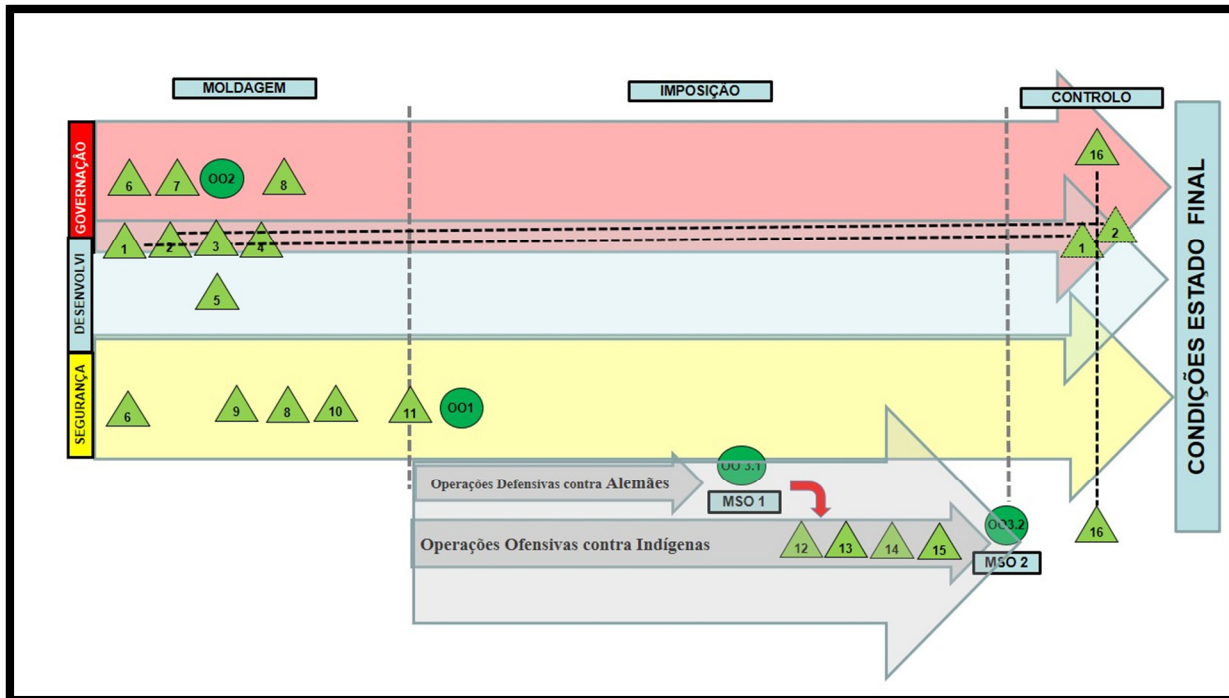 MOLDAGEM
IMPOSIÇÃO
CONTROLO
GOVERNAÇÃO
6
7
OO2
8
16
1
2
3
4
1
2
DESENVOLVI
5
SEGURANÇA
6
9
8
10
11
OO1
CONDIÇÕES ESTADO FINAL
Operações Defensivas contra Alemães
OO 3.1
MSO 1
Operações Ofensivas contra Indígenas
12
13
14
15
OO3.2
MSO 2
16